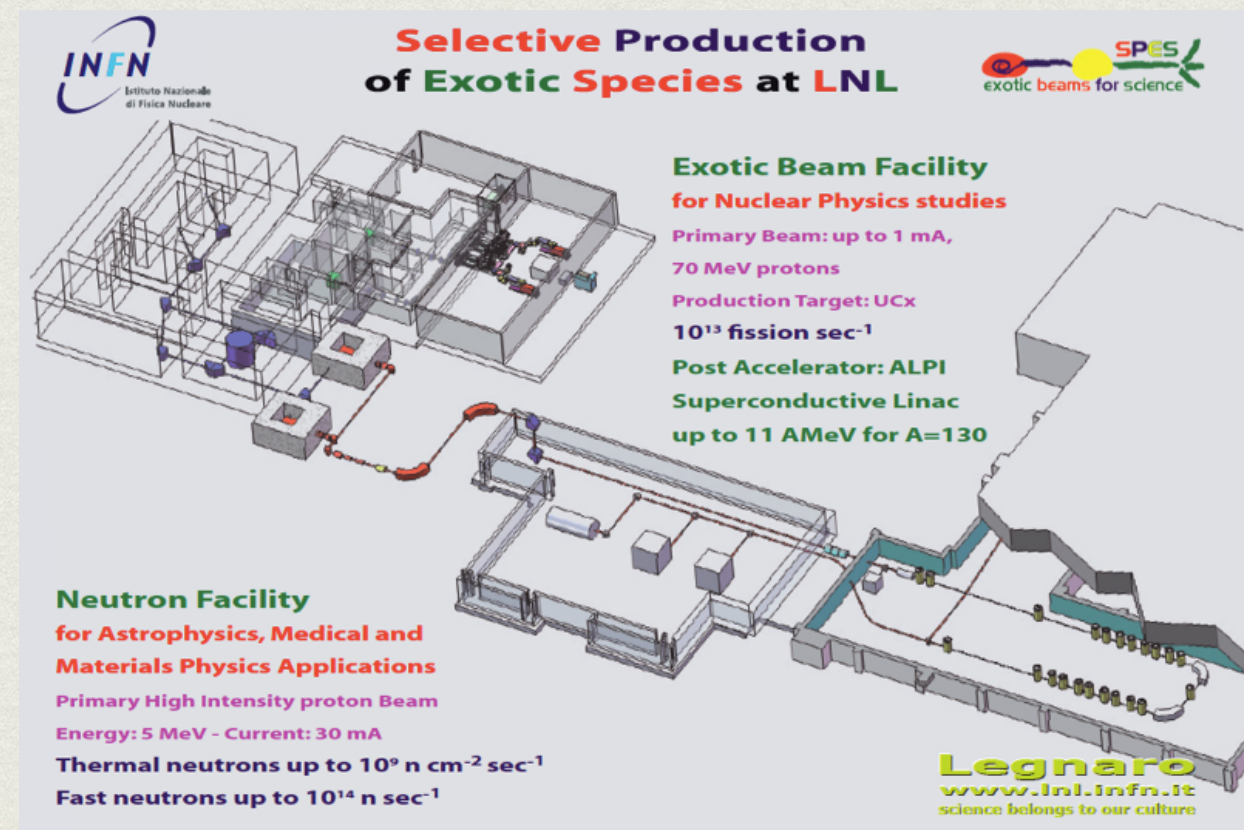 INFN
Istituto Nazionale
di Fisica Nucleare
Selective Production
of Exotic Species at LNL
SPES
exotic beams for science
Exotic Beam Facility
for Nuclear Physics studies
Primary Beam: up to 1 mA,
70 MeV protons
Production Target: UCx
10¹³ fission sec⁻¹
Post Accelerator: ALPI
Superconductive Linac
up to 11 AMeV for A=130
Neutron Facility
for Astrophysics, Medical and
Materials Physics Applications
Primary High Intensity proton Beam
Energy: 5 MeV - Current: 30 mA
Thermal neutrons up to 10⁹ n cm⁻² sec⁻¹
Fast neutrons up to 10¹⁴ n sec⁻¹
Legnaro
www.lnl.infn.it
science belongs to our culture